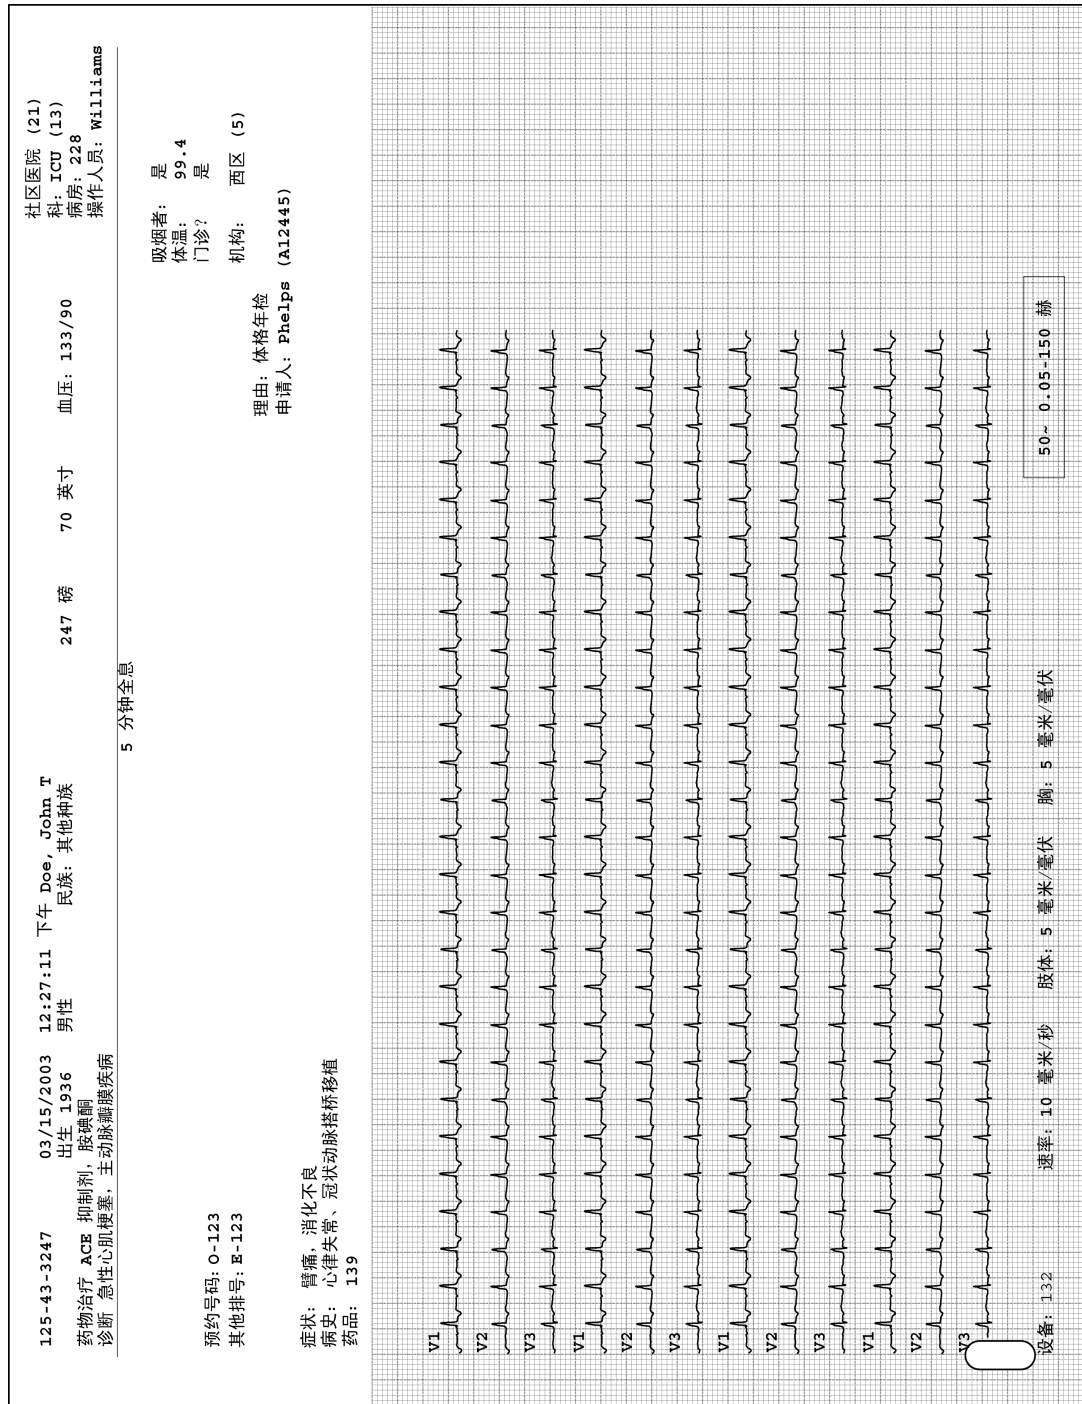 125-43-3247 03/15/2003 12:27:11 下午 Doe, John T 社区医院 (21)
出生 1936 男性 民族: 其他种族 247 磅 70 英寸 血压: 133/90 科: ICU (13)
药物治疗 ACE 抑制剂, 胺碘酮 病房: 228
诊断 急性心肌梗塞, 主动脉瓣膜疾病 操作人员: Williams
5 分钟全息
吸烟者: 是
体温: 99.4
门诊? 是
预约号码: O-123
其他排号: E-123 机构: 西区 (5)
理由: 体格年检
申请人: Phelps (A12445)
症状: 臂痛, 消化不良
病史: 心律失常、冠状动脉搭桥移植
药品: 139
V1
V2
V3
V1
V2
V3
V1
V2
V3
V1
V2
V3
设备: 132 速率: 10 毫米/秒 肢体: 5 毫米/毫伏 胸: 5 毫米/毫伏 50~ 0.05-150 赫